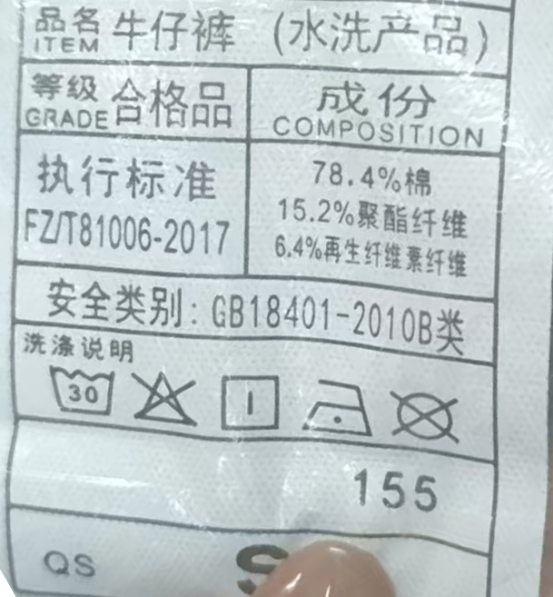 品名 牛仔裤 (水洗产品)
ITEM
等级 合格品
GRADE
成份
COMPOSITION
执行标准
FZ/T81006-2017
78.4%棉
15.2%聚酯纤维
6.4%再生纤维素纤维
安全类别: GB18401-2010B类
洗涤说明
30
155
QS S